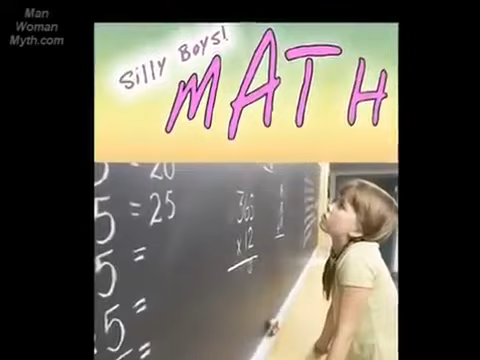 Man
Woman
Myth.com
Silly Boys!
MATH
5 = 20
5 = 25
5 =
5 =
=
365
x12